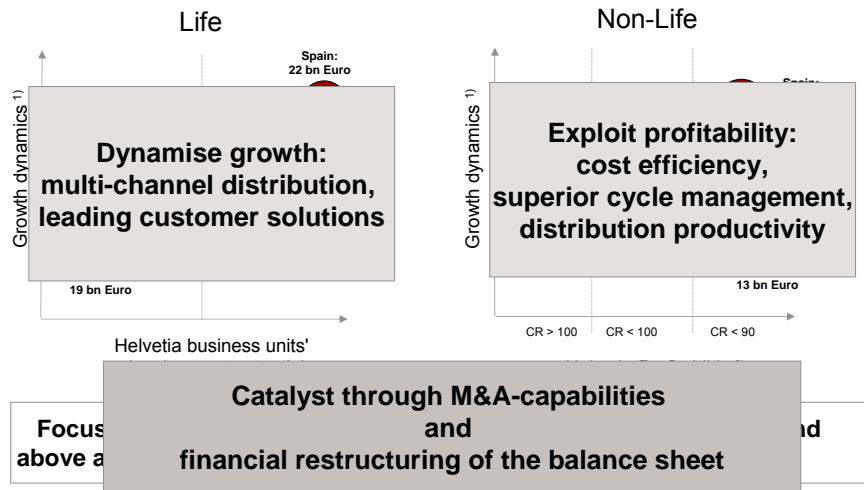 Life
Non-Life
Spain:
22 bn Euro
Growth dynamics 1)
Dynamise growth:
multi-channel distribution,
leading customer solutions
19 bn Euro
Helvetia business units'
Spain:
Growth dynamics 1)
Exploit profitability:
cost efficiency,
superior cycle management,
distribution productivity
13 bn Euro
CR > 100
CR < 100
CR < 90
Catalyst through M&A-capabilities
and
financial restructuring of the balance sheet
Focus
above a